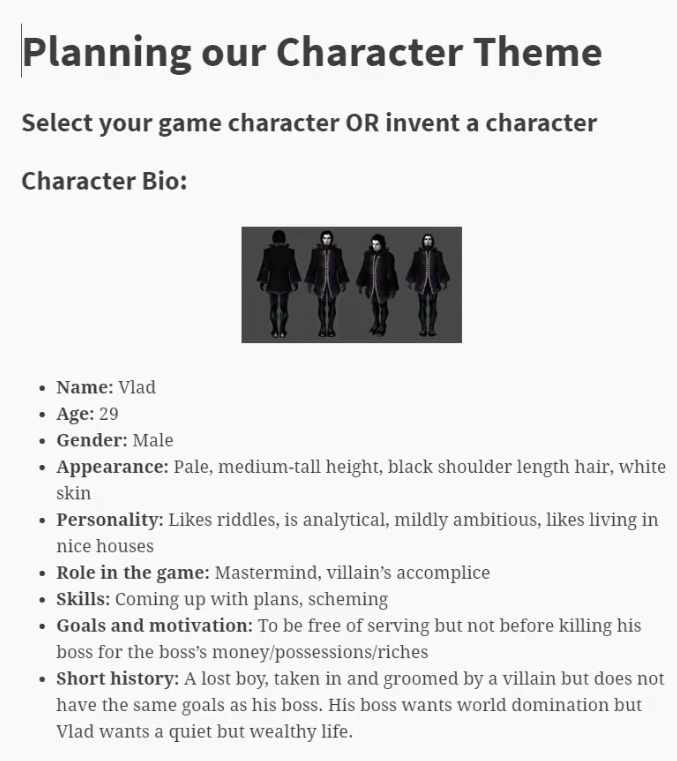 Planning our Character Theme
Select your game character OR invent a character
Character Bio:
• Name: Vlad
• Age: 29
• Gender: Male
• Appearance: Pale, medium-tall height, black shoulder length hair, white
skin
• Personality: Likes riddles, is analytical, mildly ambitious, likes living in
nice houses
• Role in the game: Mastermind, villain’s accomplice
• Skills: Coming up with plans, scheming
• Goals and motivation: To be free of serving but not before killing his
boss for the boss’s money/possessions/riches
• Short history: A lost boy, taken in and groomed by a villain but does not
have the same goals as his boss. His boss wants world domination but
Vlad wants a quiet but wealthy life.